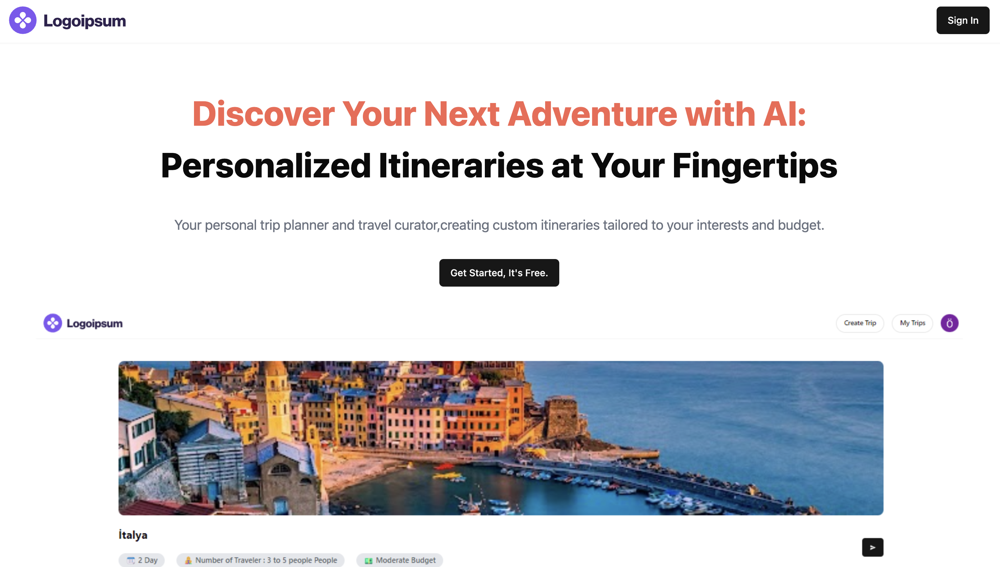 Logoipsum
Sign In
Discover Your Next Adventure with AI:
Personalized Itineraries at Your Fingertips
Your personal trip planner and travel curator,creating custom itineraries tailored to your interests and budget.
Get Started, It's Free.
Logoipsum
Create Trip
My Trips
Ö
İtalya
2 Day
Number of Traveler : 3 to 5 people People
Moderate Budget